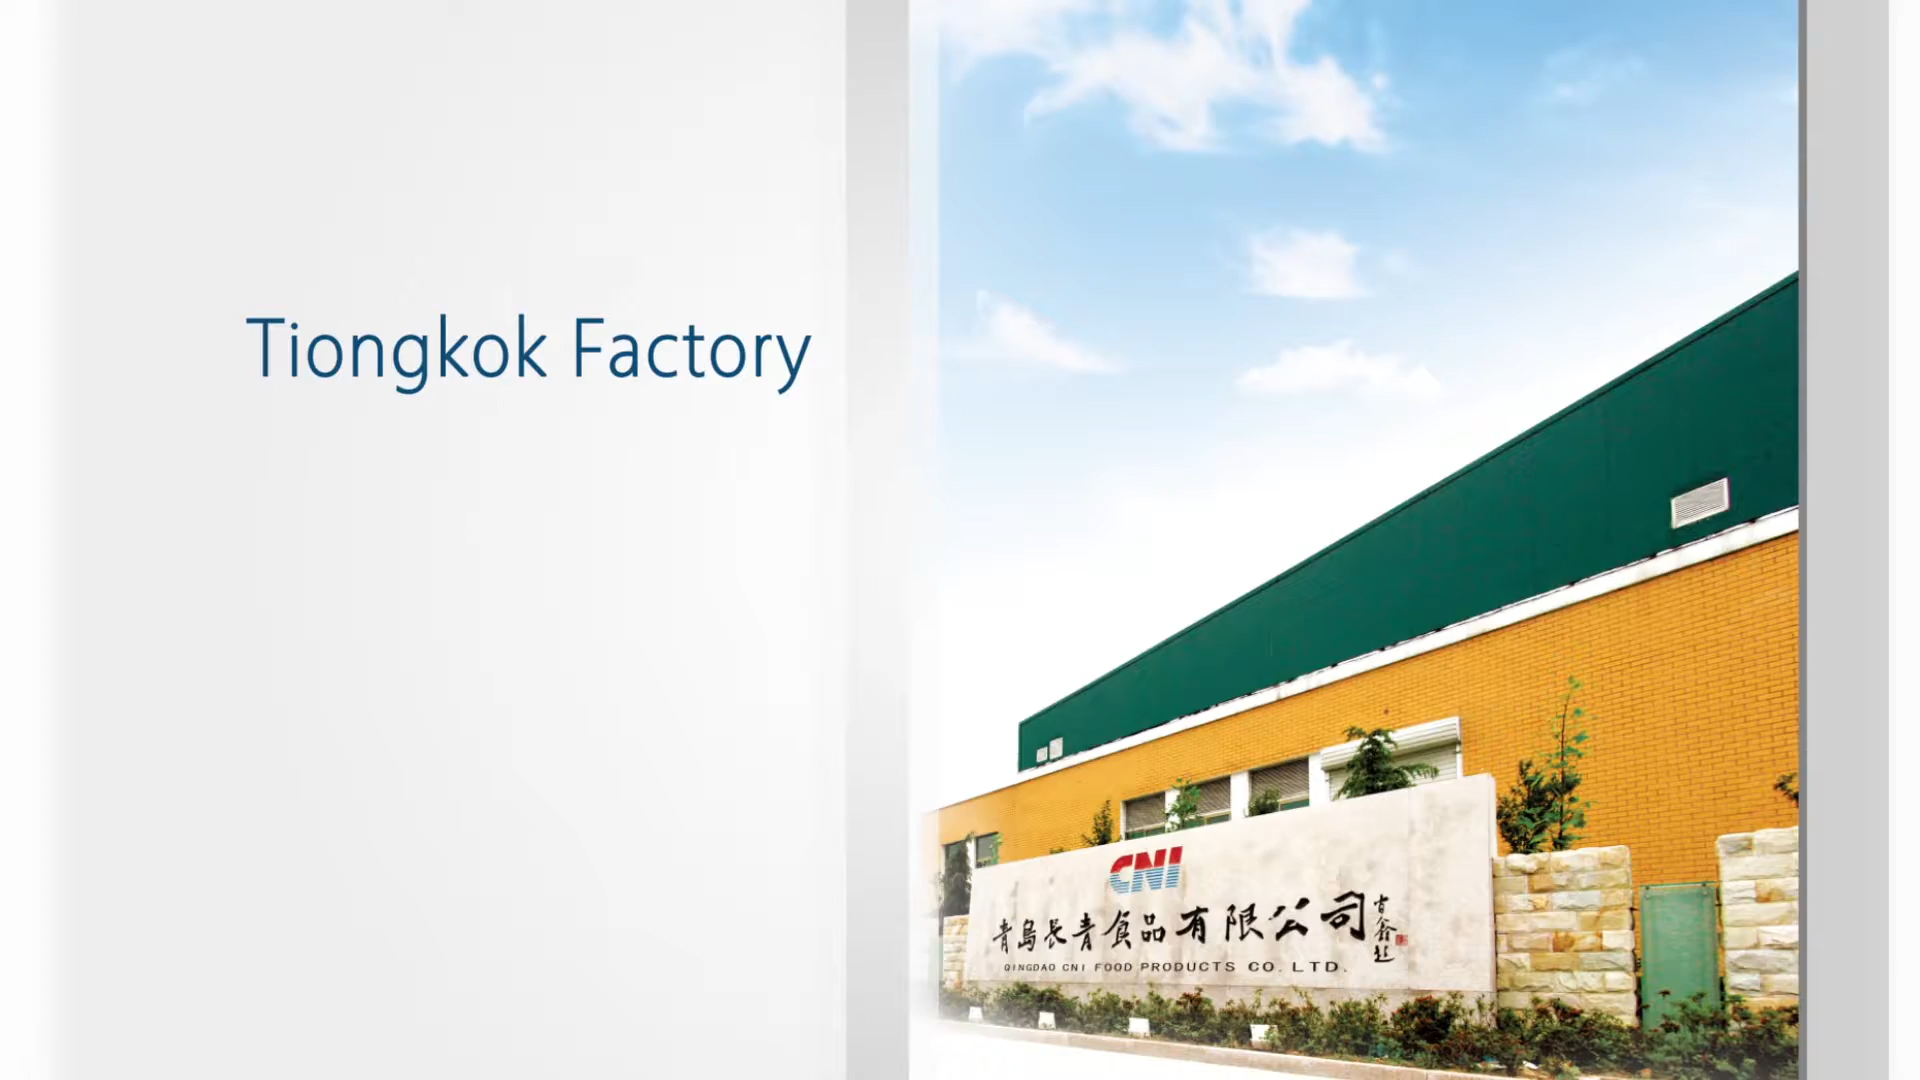 Tiongkok Factory
CNI
青島長青食品有限公司
QINGDAO CNI FOOD PRODUCTS CO. LTD.